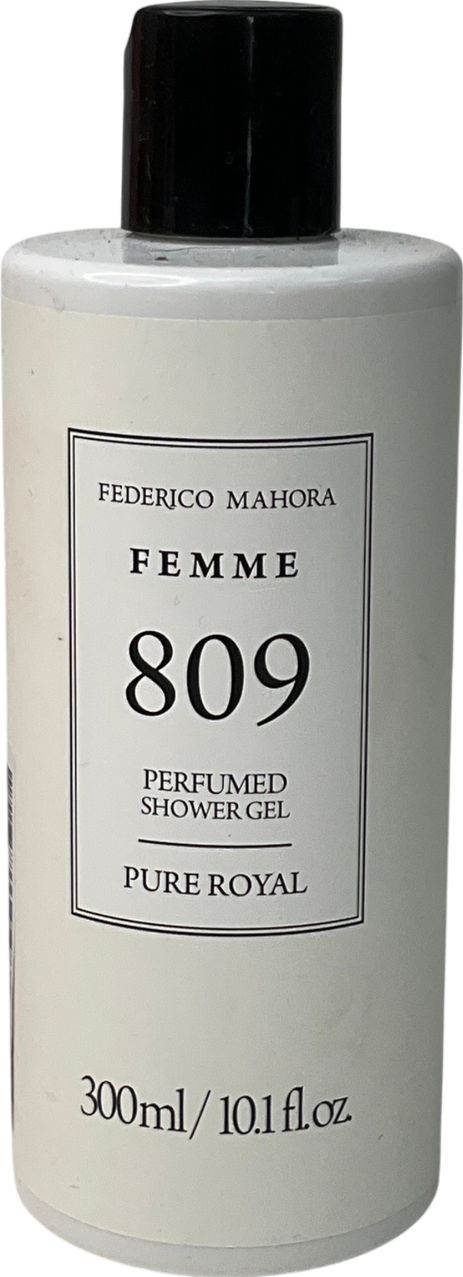 FEDERICO MAHORA
FEMME
809
PERFUMED
SHOWER GEL
PURE ROYAL
300ml/ 10.1 fl.oz.